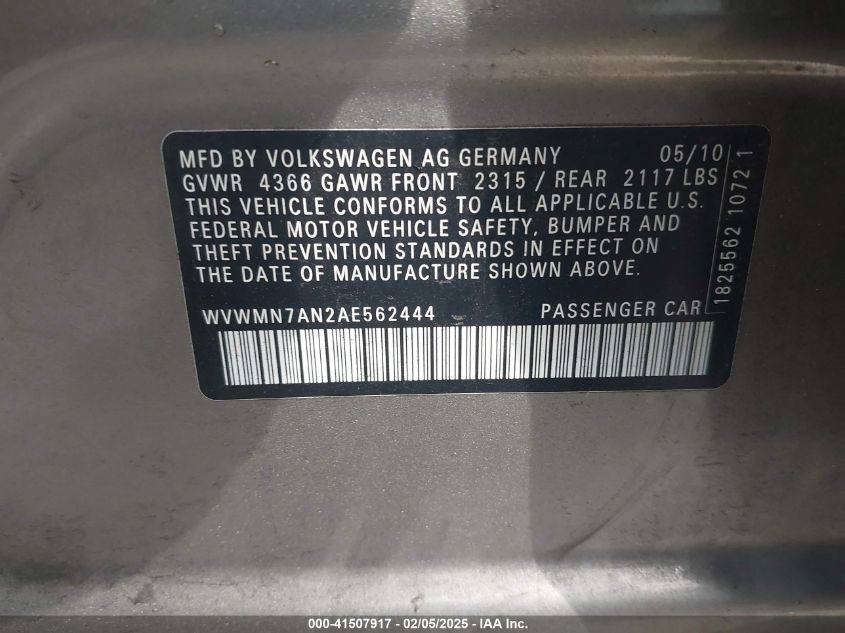 MFD BY VOLKSWAGEN AG GERMANY 05/10
GVWR 4366 GAWR FRONT 2315 / REAR 2117 LBS
THIS VEHICLE CONFORMS TO ALL APPLICABLE U.S.
FEDERAL MOTOR VEHICLE SAFETY, BUMPER AND
THEFT PREVENTION STANDARDS IN EFFECT ON
THE DATE OF MANUFACTURE SHOWN ABOVE.
WVWMN7AN2AE562444 PASSENGER CAR
1825562 1072 1
000-41507917 - 02/05/2025 - IAA Inc.